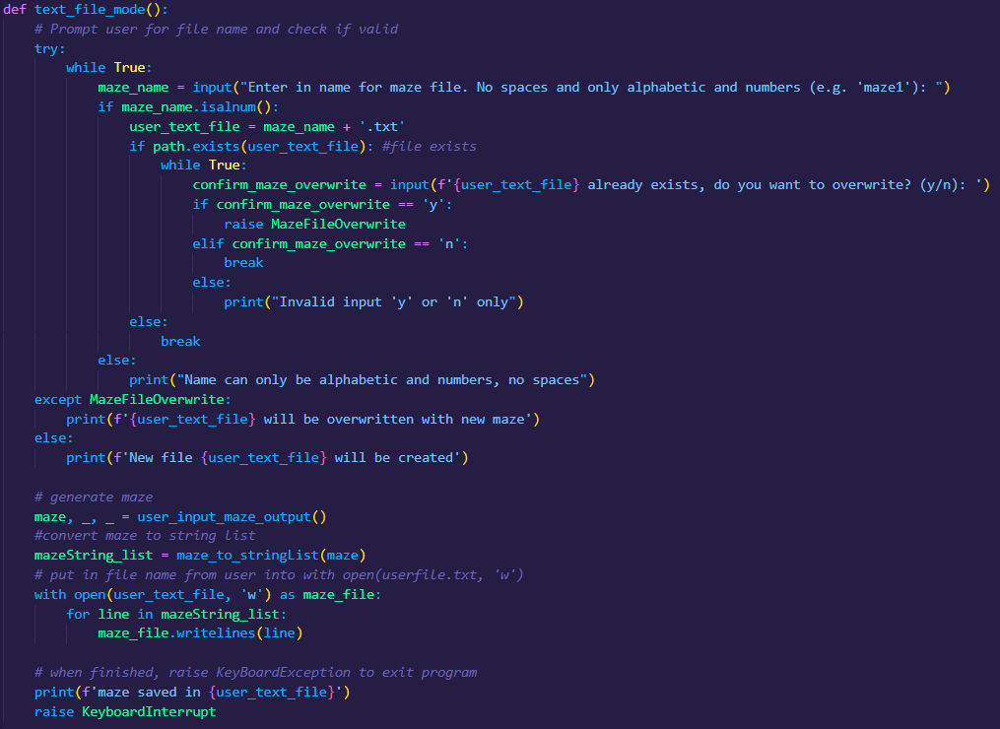 def text_file_mode():
    # Prompt user for file name and check if valid
    try:
        while True:
            maze_name = input("Enter in name for maze file. No spaces and only alphabetic and numbers (e.g. 'maze1'): ")
            if maze_name.isalnum():
                user_text_file = maze_name + '.txt'
                if path.exists(user_text_file): #file exists
                    while True:
                        confirm_maze_overwrite = input(f'{user_text_file} already exists, do you want to overwrite? (y/n): ')
                        if confirm_maze_overwrite == 'y':
                            raise MazeFileOverwrite
                        elif confirm_maze_overwrite == 'n':
                            break
                        else:
                            print("Invalid input 'y' or 'n' only")
                else:
                    break
            else:
                print("Name can only be alphabetic and numbers, no spaces")
    except MazeFileOverwrite:
        print(f'{user_text_file} will be overwritten with new maze')
    else:
        print(f'New file {user_text_file} will be created')

    # generate maze
    maze, _, _ = user_input_maze_output()
    #convert maze to string list
    mazeString_list = maze_to_stringList(maze)
    # put in file name from user into with open(userfile.txt, 'w')
    with open(user_text_file, 'w') as maze_file:
        for line in mazeString_list:
            maze_file.writelines(line)

    # when finished, raise KeyBoardException to exit program
    print(f'maze saved in {user_text_file}')
    raise KeyboardInterrupt